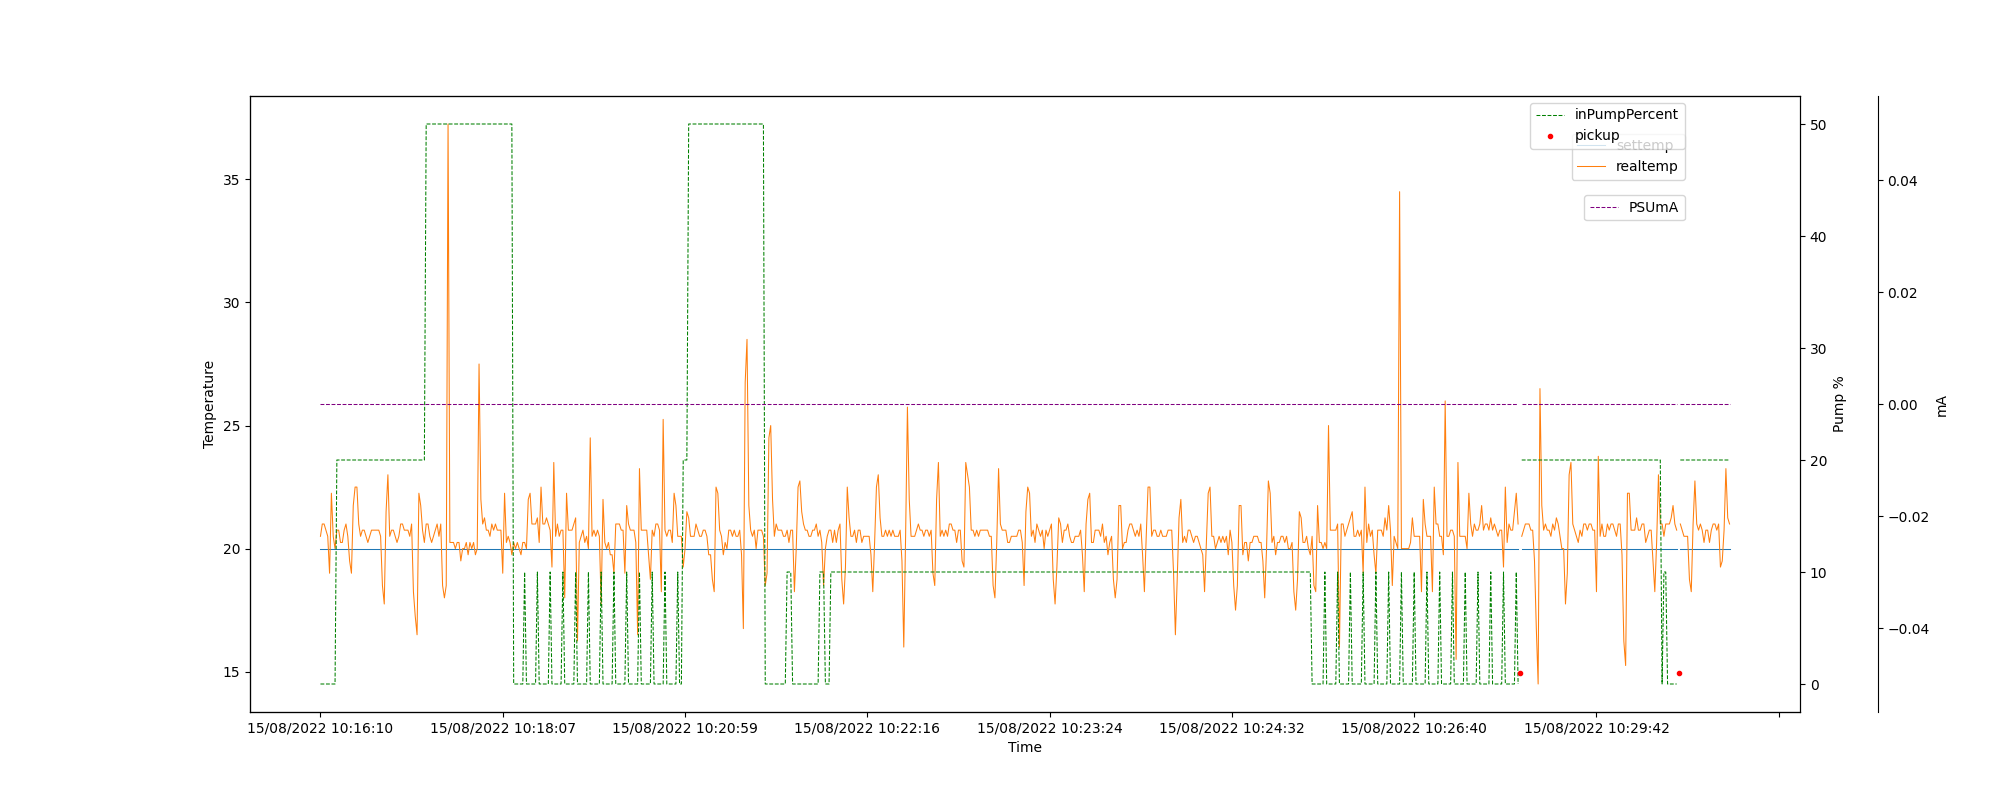 inPumpPercent
pickup
settemp
realtemp
PSUmA
35
30
25
20
15
Temperature
50
40
30
20
10
0
Pump %
0.04
0.02
0.00
−0.02
−0.04
mA
15/08/2022 10:16:10
15/08/2022 10:18:07
15/08/2022 10:20:59
15/08/2022 10:22:16
15/08/2022 10:23:24
15/08/2022 10:24:32
15/08/2022 10:26:40
15/08/2022 10:29:42
Time